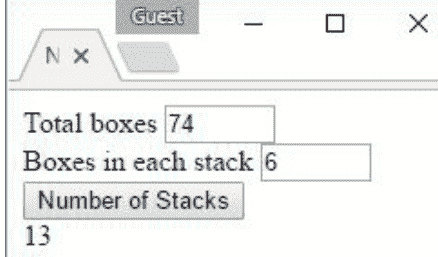 Guest
N
Total boxes 74
Boxes in each stack 6
Number of Stacks
13